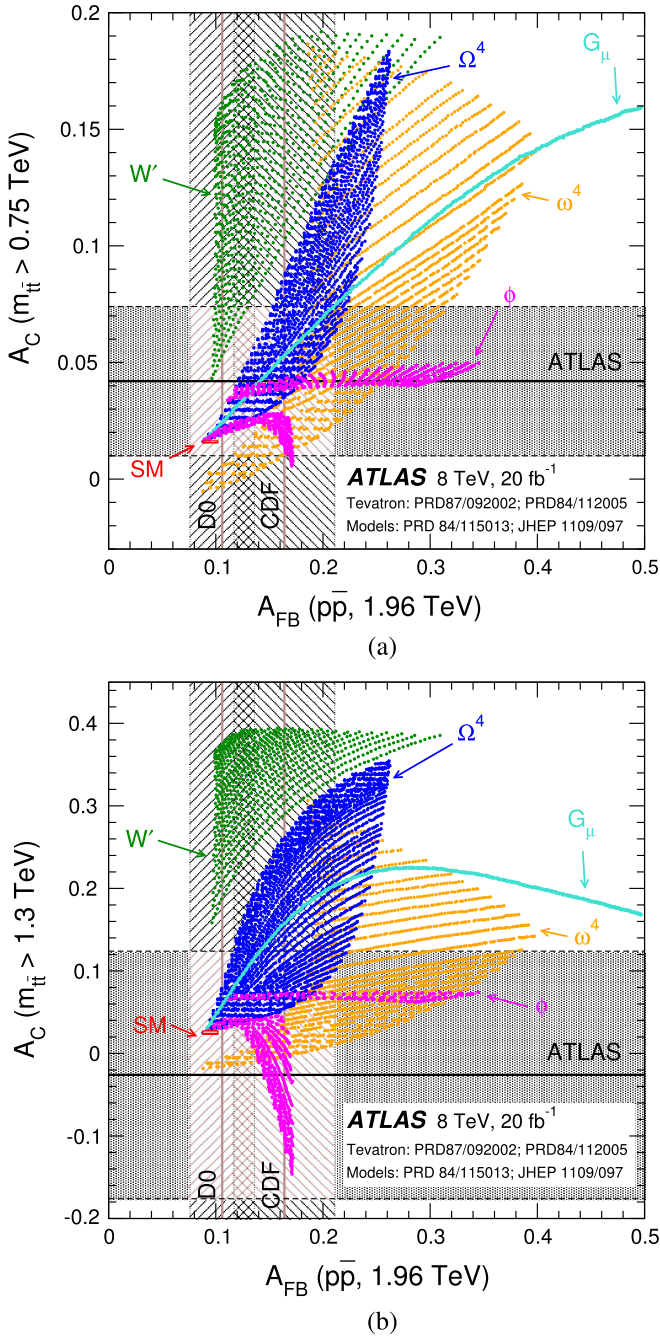 0.2
0.15
0.1
0.05
0
A_C (m_{tt̄} > 0.75 TeV)
W′
Ω⁴
G_μ
ω⁴
ϕ
ATLAS
SM
D0
CDF
ATLAS 8 TeV, 20 fb⁻¹
Tevatron: PRD87/092002; PRD84/112005
Models: PRD 84/115013; JHEP 1109/097
0 0.1 0.2 0.3 0.4 0.5
A_FB (pp̄, 1.96 TeV)
(a)
0.4
0.3
0.2
0.1
0
-0.1
-0.2
A_C (m_{tt̄} > 1.3 TeV)
W′
Ω⁴
G_μ
ω⁴
ϕ
SM
ATLAS
D0
CDF
ATLAS 8 TeV, 20 fb⁻¹
Tevatron: PRD87/092002; PRD84/112005
Models: PRD 84/115013; JHEP 1109/097
0 0.1 0.2 0.3 0.4 0.5
A_FB (pp̄, 1.96 TeV)
(b)